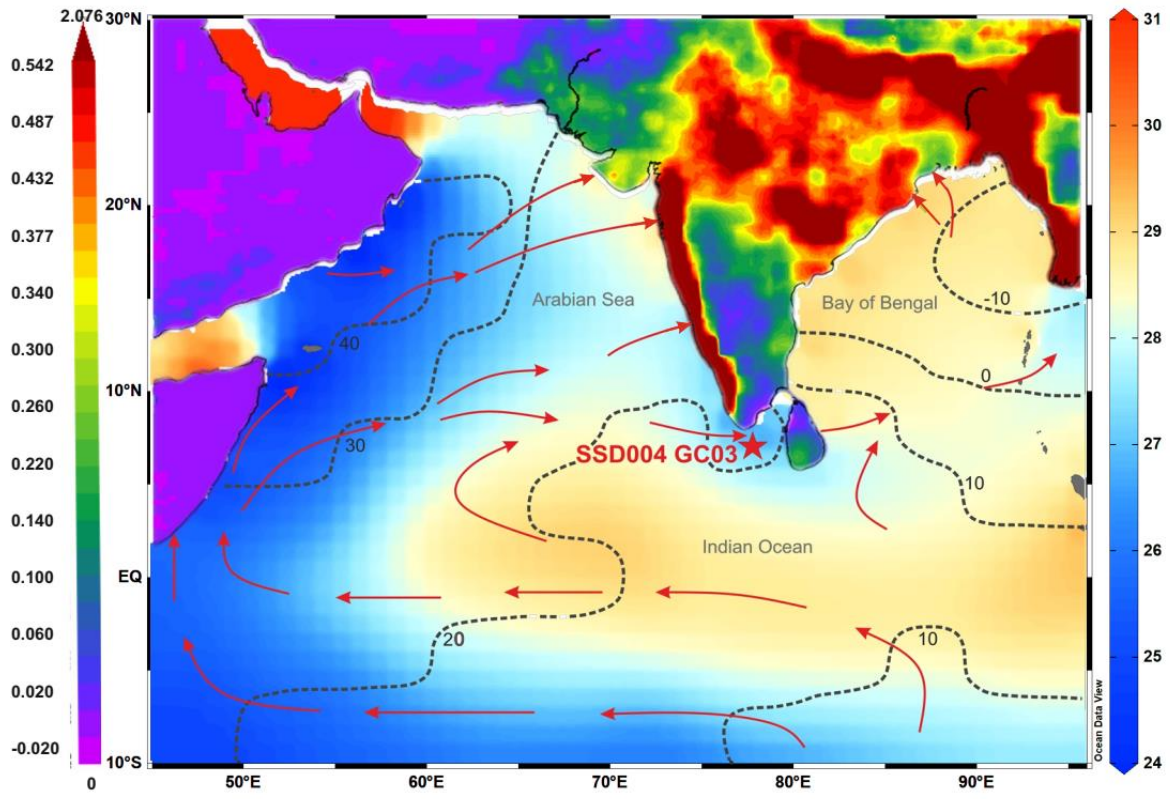 2.076
0.542
0.487
0.432
0.377
0.340
0.300
0.260
0.220
0.140
0.100
0.060
0.020
-0.020
0
30°N
20°N
10°N
EQ
10°S
50°E
60°E
70°E
80°E
90°E
Arabian Sea
Bay of Bengal
-10
40
0
30
SSD004 GC03
10
Indian Ocean
20
10
Ocean Data View
31
30
29
28
27
26
25
24